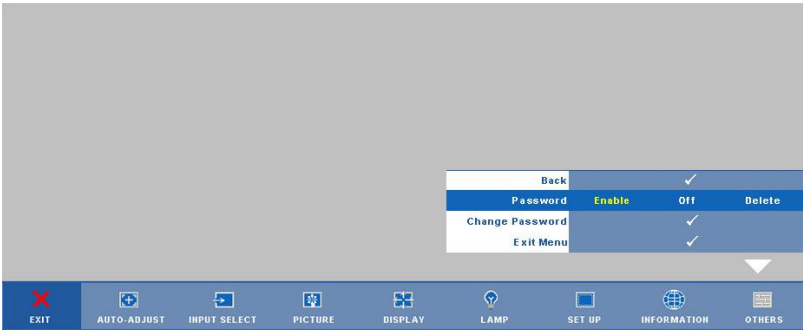 Back
Password Enable Off Delete
Change Password
Exit Menu
EXIT AUTO-ADJUST INPUT SELECT PICTURE DISPLAY LAMP SET UP INFORMATION OTHERS